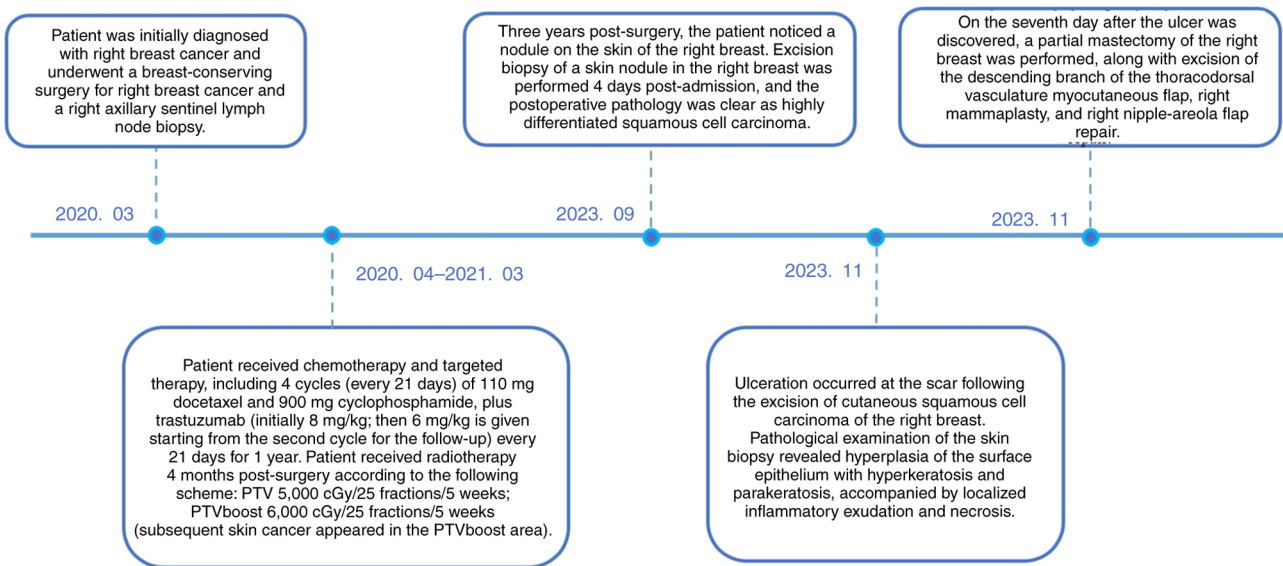 Patient was initially diagnosed
with right breast cancer and
underwent a breast-conserving
surgery for right breast cancer and
a right axillary sentinel lymph
node biopsy.
Three years post-surgery, the patient noticed a
nodule on the skin of the right breast. Excision
biopsy of a skin nodule in the right breast was
performed 4 days post-admission, and the
postoperative pathology was clear as highly
differentiated squamous cell carcinoma.
On the seventh day after the ulcer was
discovered, a partial mastectomy of the right
breast was performed, along with excision of
the descending branch of the thoracodorsal
vasculature myocutaneous flap, right
mammaplasty, and right nipple-areola flap
repair.
2020. 03
2023. 09
2023. 11
2020. 04–2021. 03
2023. 11
Patient received chemotherapy and targeted
therapy, including 4 cycles (every 21 days) of 110 mg
docetaxel and 900 mg cyclophosphamide, plus
trastuzumab (initially 8 mg/kg; then 6 mg/kg is given
starting from the second cycle for the follow-up) every
21 days for 1 year. Patient received radiotherapy
4 months post-surgery according to the following
scheme: PTV 5,000 cGy/25 fractions/5 weeks;
PTVboost 6,000 cGy/25 fractions/5 weeks
(subsequent skin cancer appeared in the PTVboost area).
Ulceration occurred at the scar following
the excision of cutaneous squamous cell
carcinoma of the right breast.
Pathological examination of the skin
biopsy revealed hyperplasia of the surface
epithelium with hyperkeratosis and
parakeratosis, accompanied by localized
inflammatory exudation and necrosis.